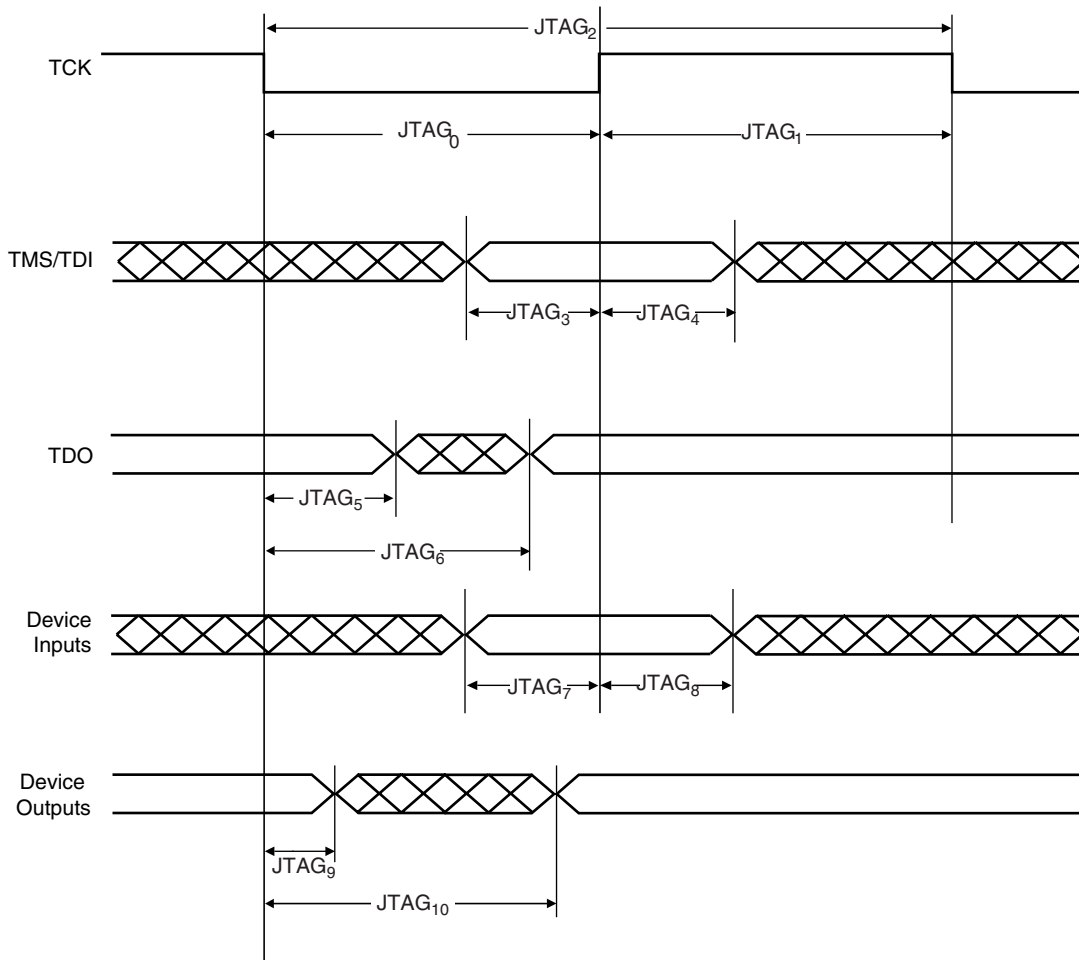 JTAG₂
TCK
JTAG₀
JTAG₁
TMS/TDI
JTAG₃
JTAG₄
TDO
JTAG₅
JTAG₆
Device
Inputs
JTAG₇
JTAG₈
Device
Outputs
JTAG₉
JTAG₁₀